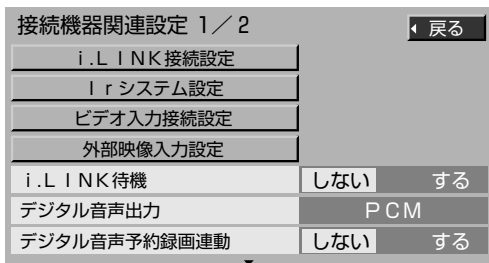 接続機器関連設定 1／2
戻る
i.LINK接続設定
Irシステム設定
ビデオ入力接続設定
外部映像入力設定
i.LINK待機 しない する
デジタル音声出力 PCM
デジタル音声予約録画連動 しない する